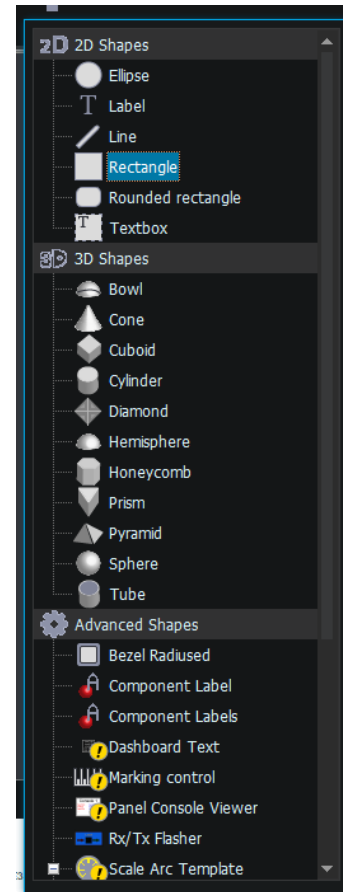 2D 2D Shapes
Ellipse
T Label
Line
Rectangle
Rounded rectangle
T Textbox
3D 3D Shapes
Bowl
Cone
Cuboid
Cylinder
Diamond
Hemisphere
Honeycomb
Prism
Pyramid
Sphere
Tube
Advanced Shapes
Bezel Radiused
A Component Label
A Component Labels
Dashboard Text
Marking control
Panel Console Viewer
Rx/Tx Flasher
Scale Arc Template